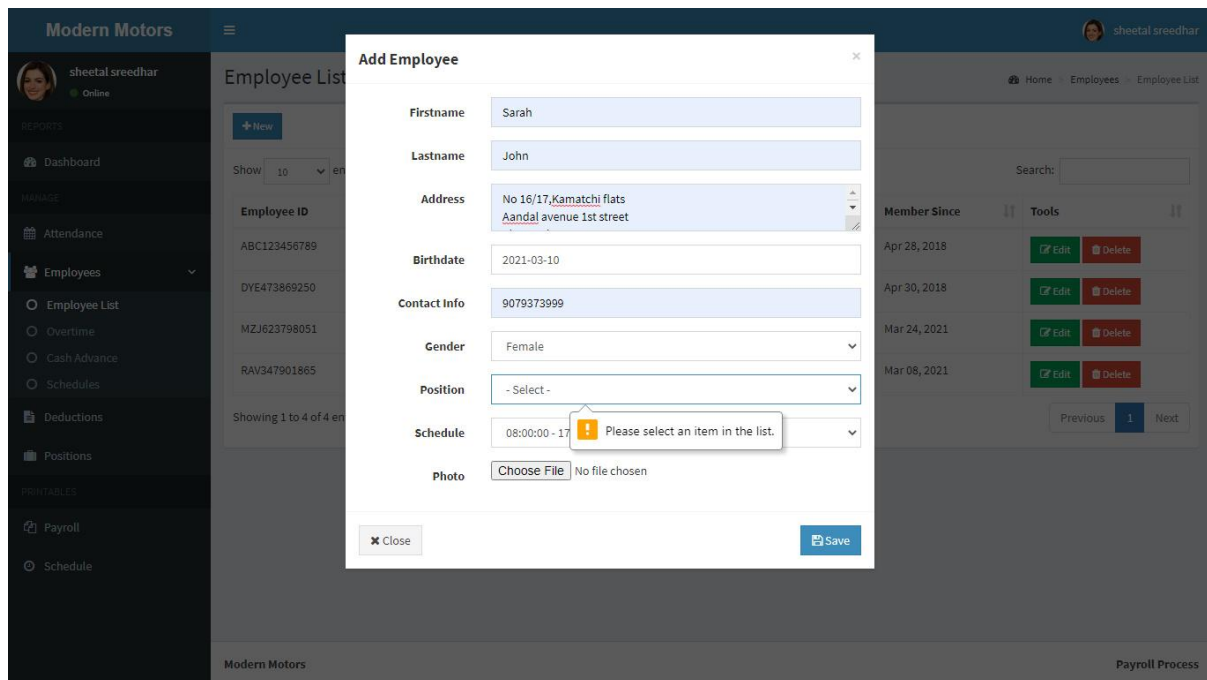 Modern Motors
sheetal sreedhar
sheetal sreedhar
Online
REPORTS
Dashboard
MANAGE
Attendance
Employees
Employee List
Overtime
Cash Advance
Schedules
Deductions
Positions
PRINTABLES
Payroll
Schedule
Employee List
Home Employees Employee List
+New
Show 10 en
Search:
Employee ID Member Since Tools
ABC123456789 Apr 28, 2018 Edit Delete
DYE473869250 Apr 30, 2018 Edit Delete
MZJ623798051 Mar 24, 2021 Edit Delete
RAV347901865 Mar 08, 2021 Edit Delete
Showing 1 to 4 of 4 en
Previous 1 Next
Add Employee ×
Firstname Sarah
Lastname John
Address No 16/17,Kamatchi flats
Aandal avenue 1st street
Birthdate 2021-03-10
Contact Info 9079373999
Gender Female
Position - Select -
Please select an item in the list.
Schedule 08:00:00 - 17
Photo Choose File No file chosen
Close Save
Modern Motors Payroll Process